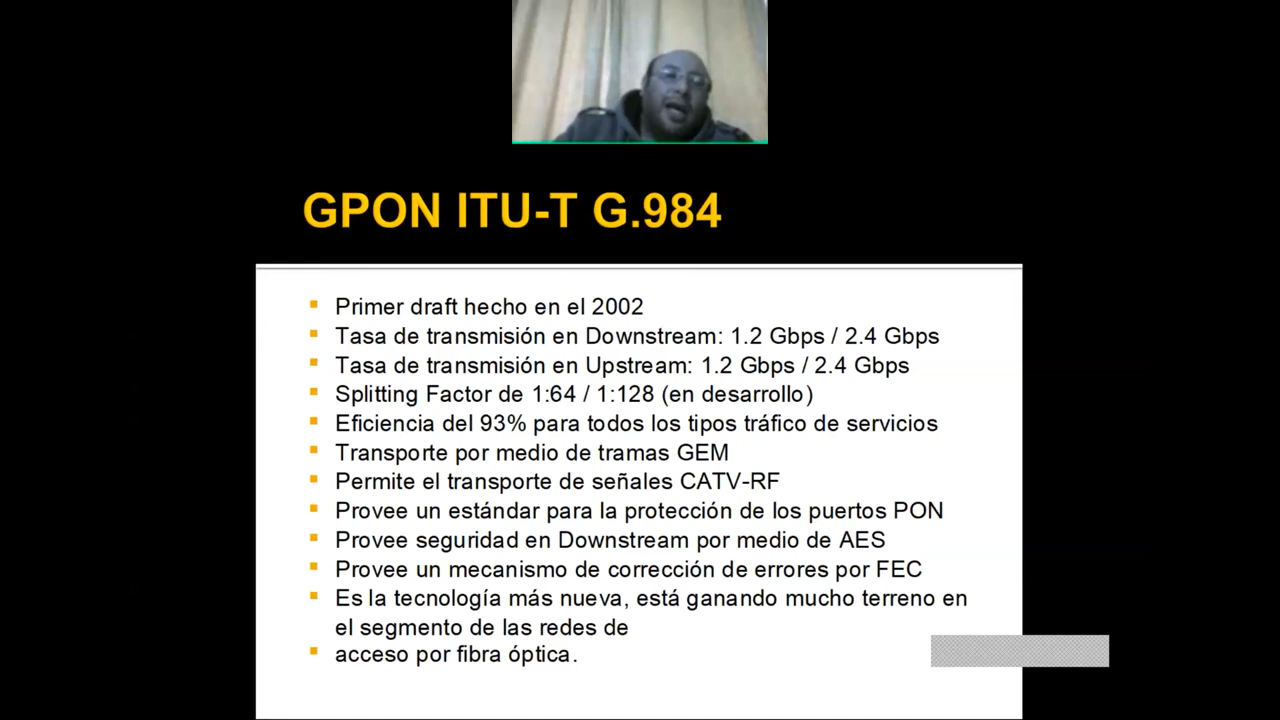 GPON ITU-T G.984
Primer draft hecho en el 2002
Tasa de transmisión en Downstream: 1.2 Gbps / 2.4 Gbps
Tasa de transmisión en Upstream: 1.2 Gbps / 2.4 Gbps
Splitting Factor de 1:64 / 1:128 (en desarrollo)
Eficiencia del 93% para todos los tipos tráfico de servicios
Transporte por medio de tramas GEM
Permite el transporte de señales CATV-RF
Provee un estándar para la protección de los puertos PON
Provee seguridad en Downstream por medio de AES
Provee un mecanismo de corrección de errores por FEC
Es la tecnología más nueva, está ganando mucho terreno en
el segmento de las redes de
acceso por fibra óptica.